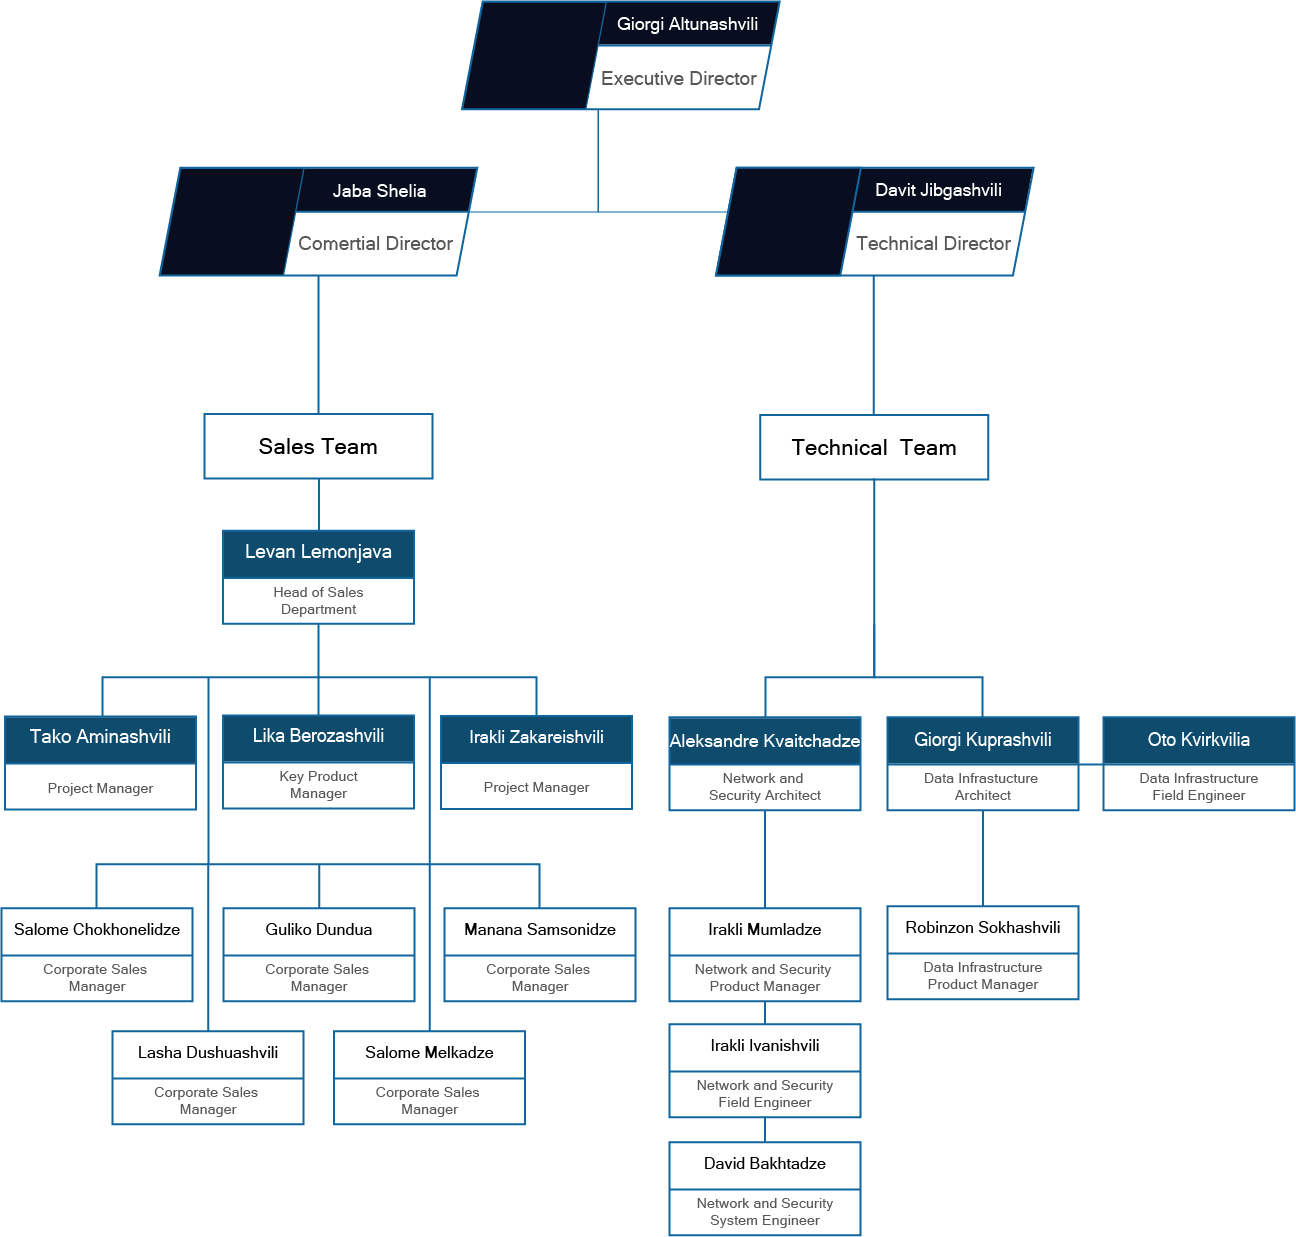 Giorgi Altunashvili
Executive Director
Jaba Shelia
Comertial Director
Davit Jibgashvili
Technical Director
Sales Team
Technical Team
Levan Lemonjava
Head of Sales
Department
Tako Aminashvili
Project Manager
Lika Berozashvili
Key Product
Manager
Irakli Zakareishvili
Project Manager
Aleksandre Kvaitchadze
Network and
Security Architect
Giorgi Kuprashvili
Data Infrastucture
Architect
Oto Kvirkvilia
Data Infrastructure
Field Engineer
Salome Chokhonelidze
Corporate Sales
Manager
Guliko Dundua
Corporate Sales
Manager
Manana Samsonidze
Corporate Sales
Manager
Irakli Mumladze
Network and Security
Product Manager
Robinzon Sokhashvili
Data Infrastructure
Product Manager
Lasha Dushuashvili
Corporate Sales
Manager
Salome Melkadze
Corporate Sales
Manager
Irakli Ivanishvili
Network and Security
Field Engineer
David Bakhtadze
Network and Security
System Engineer